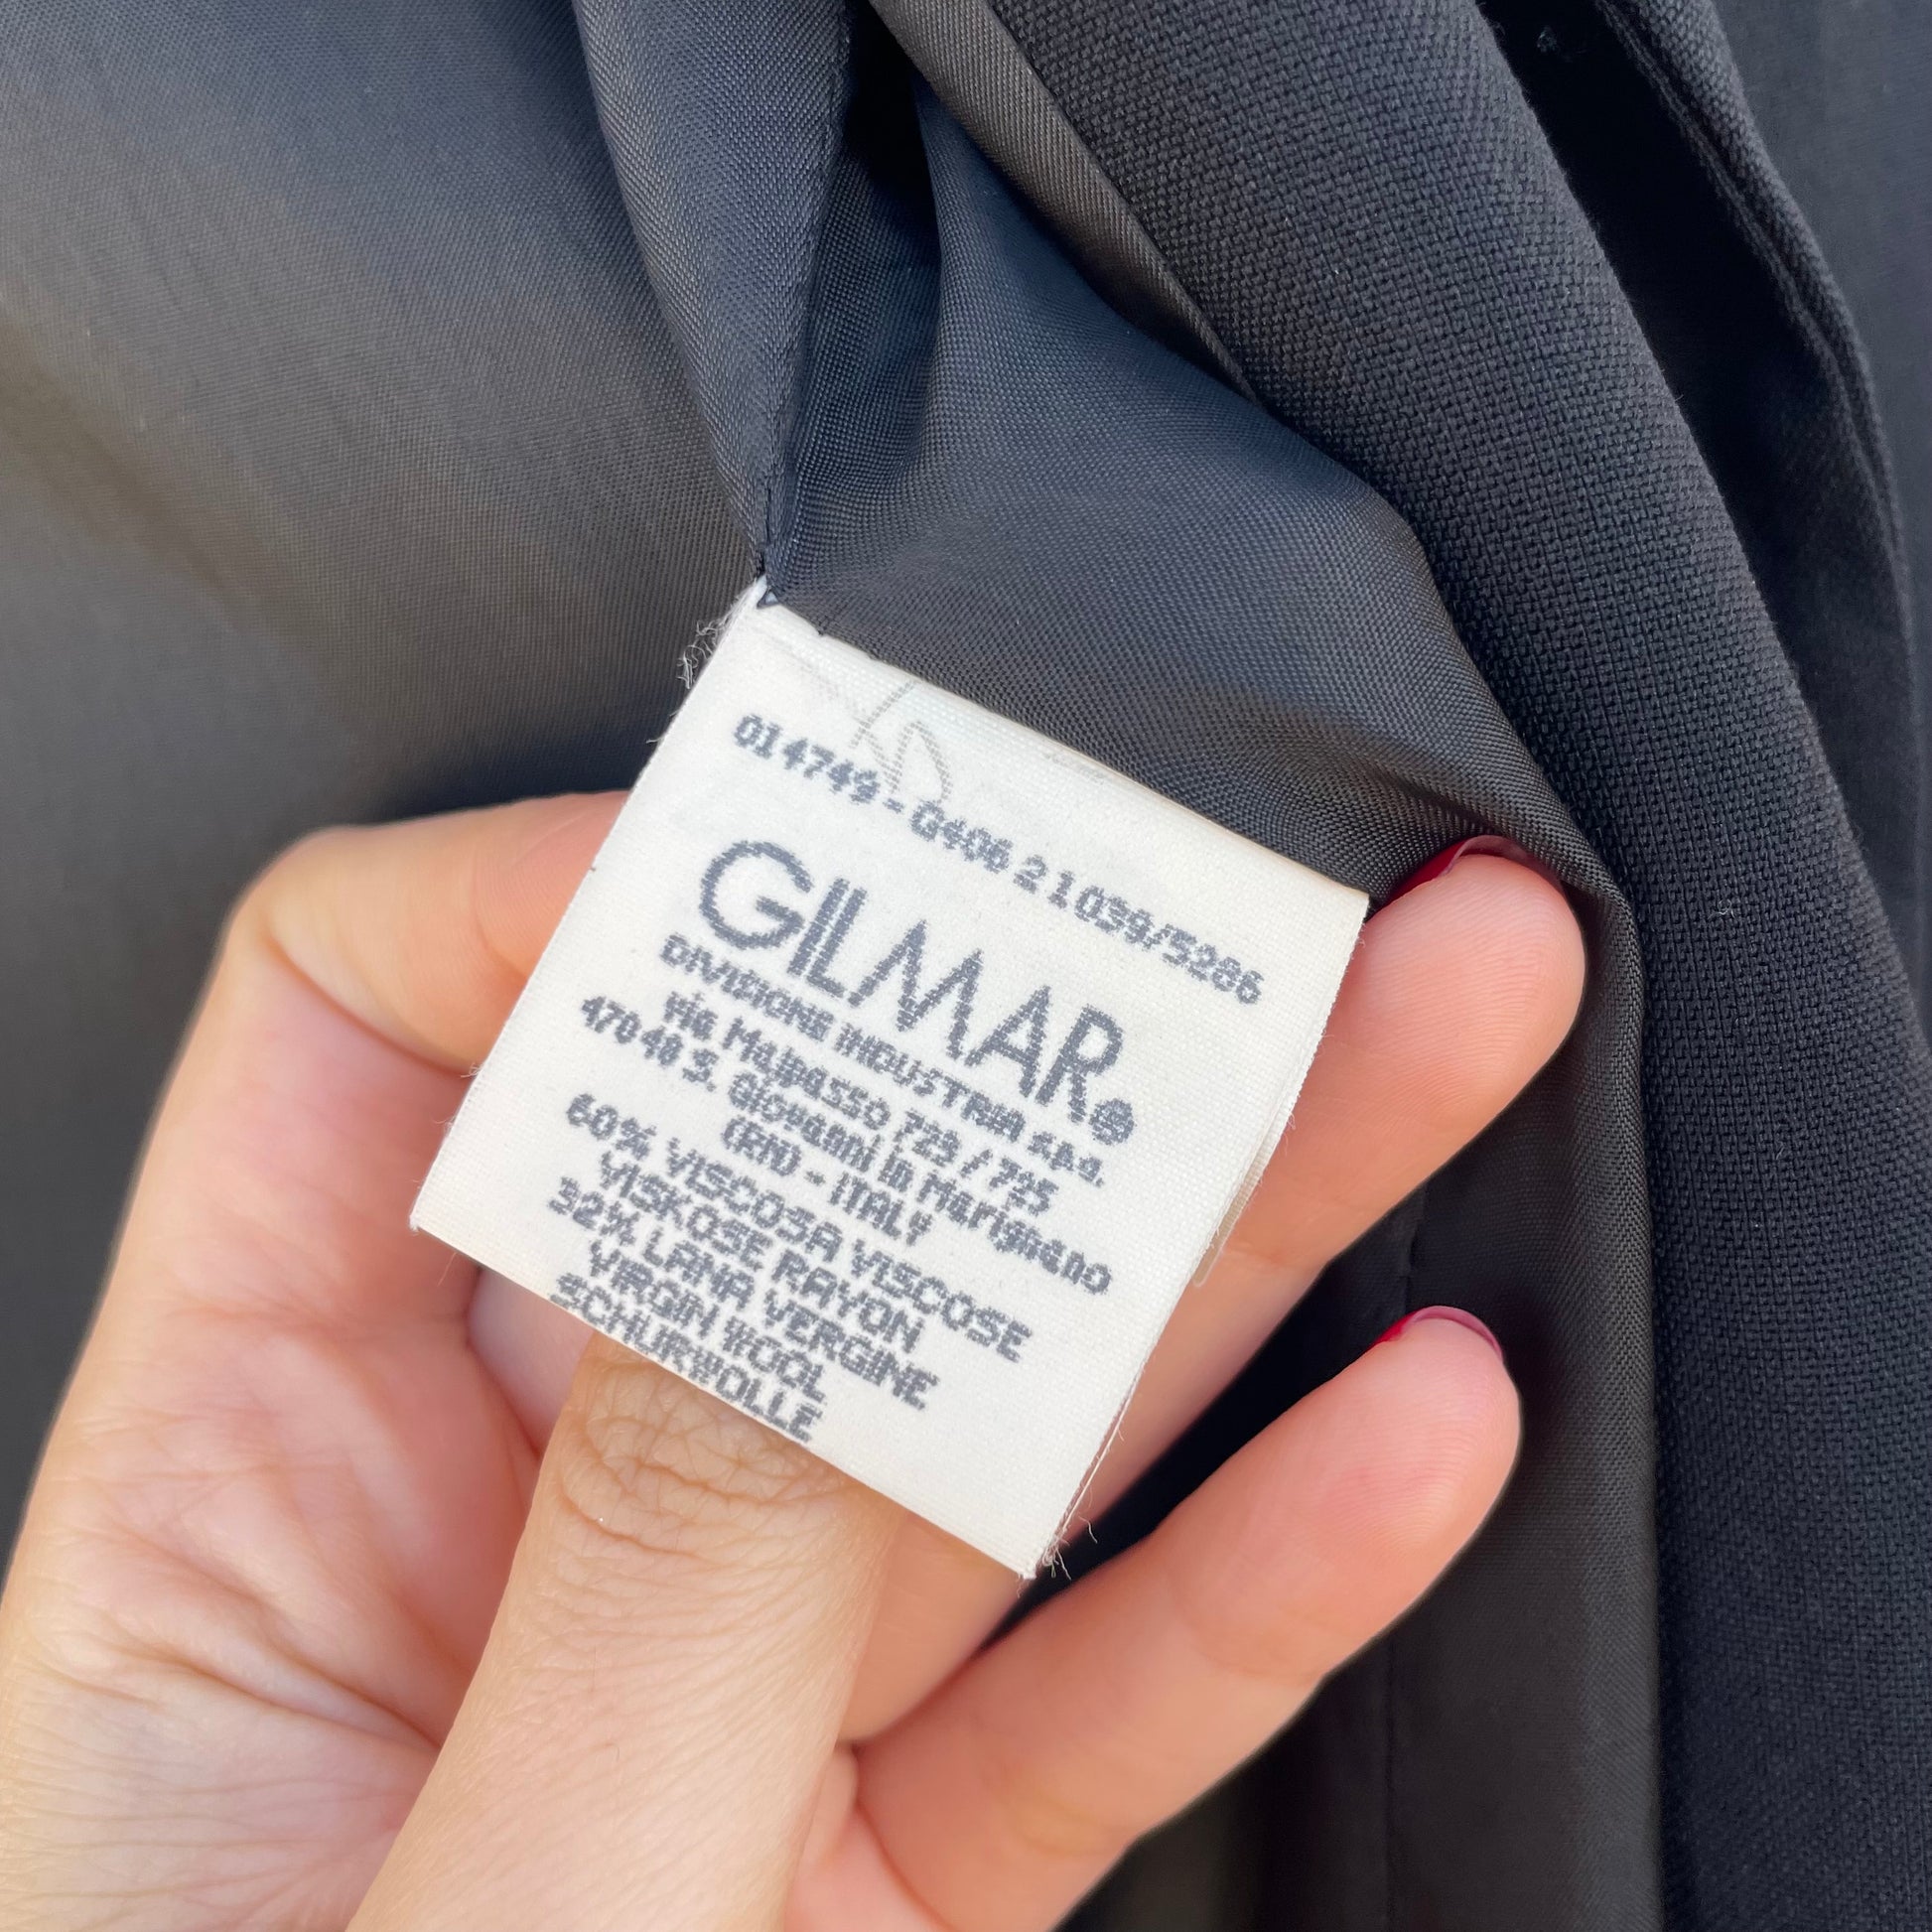 014749-G406 21039/5286
GILMAR®
DIVISIONE INDUSTRIA s.p.a.
Via Malpasso 723/725
47040 S. Giovanni in Marignano
(RN) - ITALY
60% VISCOSA VISCOSE
VISKOSE RAYON
32% LANA VERGINE
VIRGIN WOOL
SCHURWOLLE